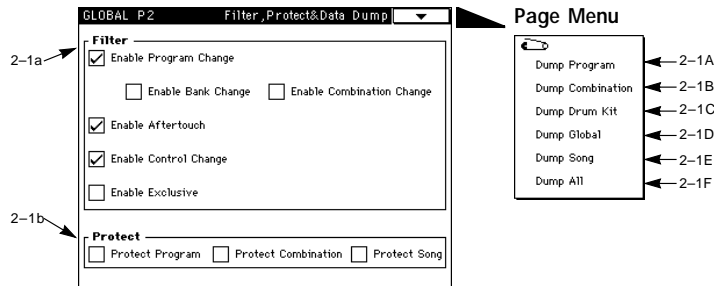 GLOBAL P2 Filter,Protect&Data Dump
Page Menu
2–1a
Filter
Enable Program Change
Enable Bank Change Enable Combination Change
Enable Aftertouch
Enable Control Change
Enable Exclusive
2–1b
Protect
Protect Program Protect Combination Protect Song
Dump Program 2–1A
Dump Combination 2–1B
Dump Drum Kit 2–1C
Dump Global 2–1D
Dump Song 2–1E
Dump All 2–1F